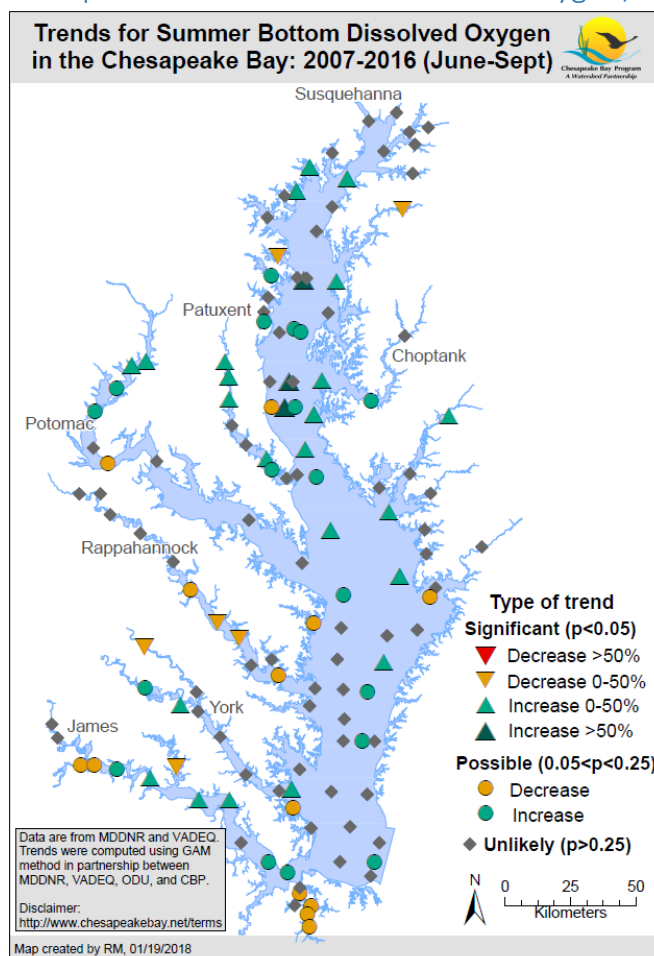 Trends for Summer Bottom Dissolved Oxygen
in the Chesapeake Bay: 2007-2016 (June-Sept)
Chesapeake Bay Program
A Watershed Partnership
Susquehanna
Patuxent
Choptank
Potomac
Rappahannock
York
James
Type of trend
Significant (p<0.05)
Decrease >50%
Decrease 0-50%
Increase 0-50%
Increase >50%
Possible (0.05<p<0.25)
Decrease
Increase
Unlikely (p>0.25)
N
0 25 50
Kilometers
Data are from MDDNR and VADEQ.
Trends were computed using GAM
method in partnership between
MDDNR, VADEQ, ODU, and CBP.
Disclaimer:
http://www.chesapeakebay.net/terms
Map created by RM, 01/19/2018